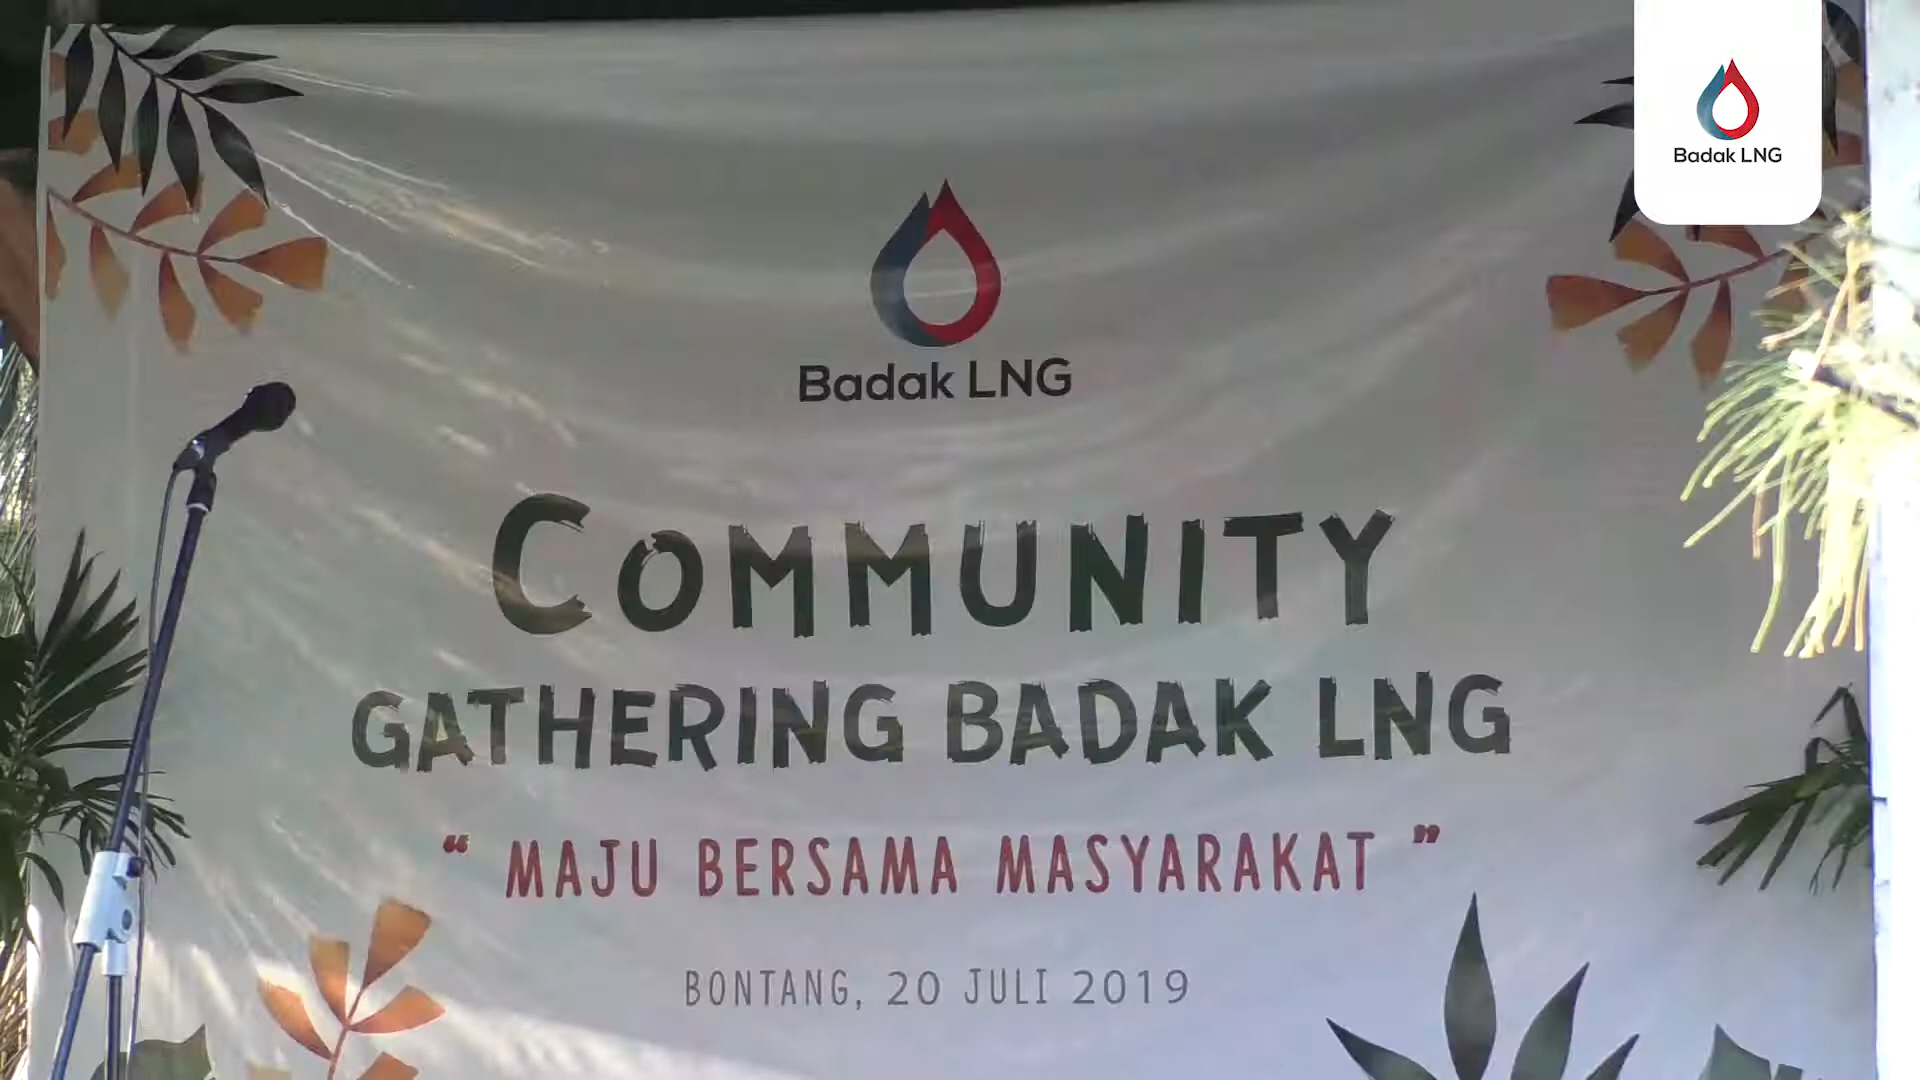 Badak LNG
Badak LNG
COMMUNITY
GATHERING BADAK LNG
“ MAJU BERSAMA MASYARAKAT ”
BONTANG, 20 JULI 2019